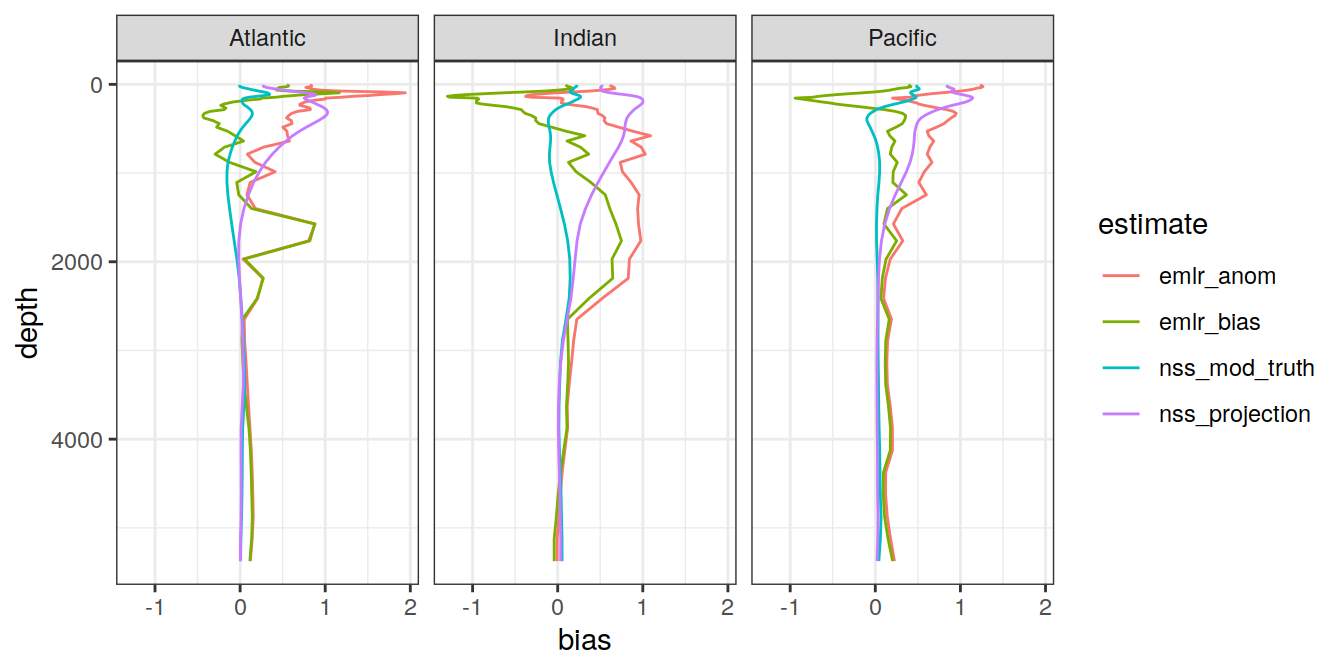 Atlantic Indian Pacific
0
2000
4000
depth
-1 0 1 2 -1 0 1 2 -1 0 1 2
bias
estimate
emlr_anom
emlr_bias
nss_mod_truth
nss_projection